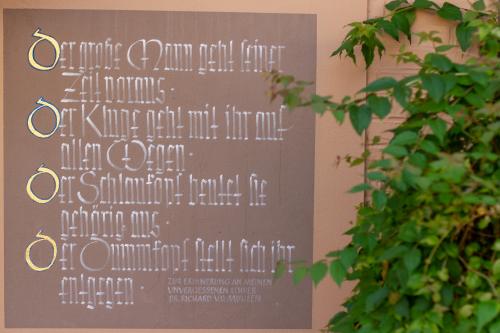 Der große Mann geht seiner
Zeit voraus ·
Der Kluge geht mit ihr auf
allen Wegen ·
Der Schlaukopf beutet sie
gehörig aus ·
Der Dummkopf stellt sich ihr
entgegen ·
ZUR ERINNERUNG AN MEINEN
UNVERGESSENEN LEHRER
DR. RICHARD